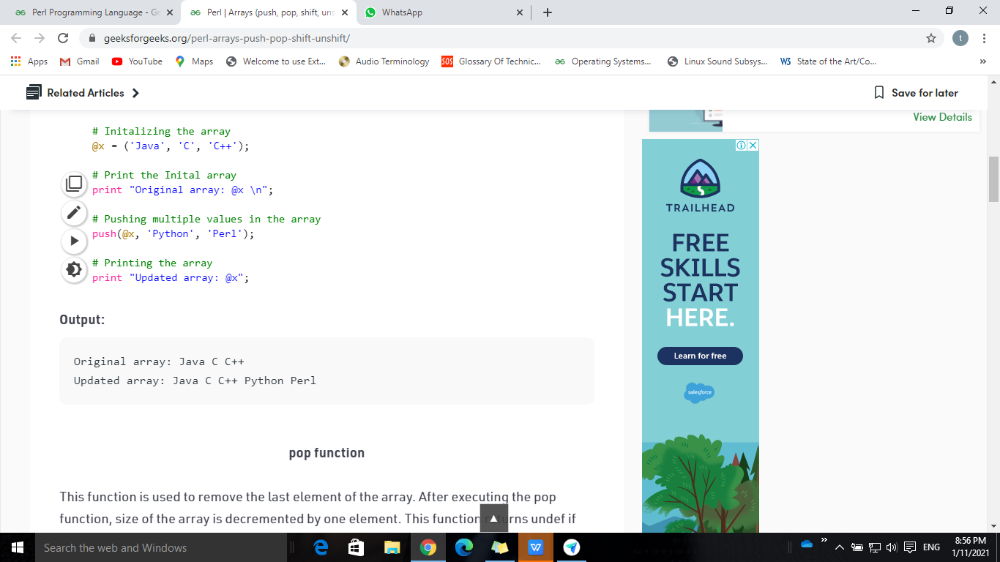 Perl Programming Language - Ge
Perl | Arrays (push, pop, shift, uns
WhatsApp
geeksforgeeks.org/perl-arrays-push-pop-shift-unshift/
t
Apps
Gmail
YouTube
Maps
Welcome to use Ext...
Audio Terminology
SOS
Glossary Of Technic...
Operating Systems...
Linux Sound Subsys...
W3
State of the Art/Co...
»
Related Articles
Save for later
View Details
# Initalizing the array
@x = ('Java', 'C', 'C++');
# Print the Inital array
print "Original array: @x \n";
# Pushing multiple values in the array
push(@x, 'Python', 'Perl');
# Printing the array
print "Updated array: @x";
Output:
Original array: Java C C++
Updated array: Java C C++ Python Perl
pop function
This function is used to remove the last element of the array. After executing the pop
function, size of the array is decremented by one element. This function undef if
TRAILHEAD
FREE
SKILLS
START
HERE.
Learn for free
salesforce
Search the web and Windows
ENG
8:56 PM
1/11/2021